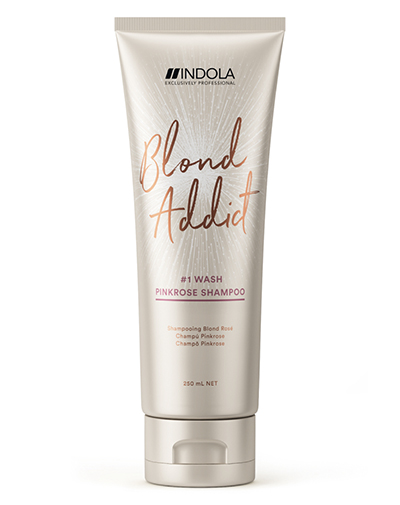 INDOLA
EXCLUSIVELY PROFESSIONAL
Blond
Addict
#1 WASH
PINKROSE SHAMPOO
Shampooing Blond Rosé
Champú Pinkrose
Champô Pinkrose
250 mL NET